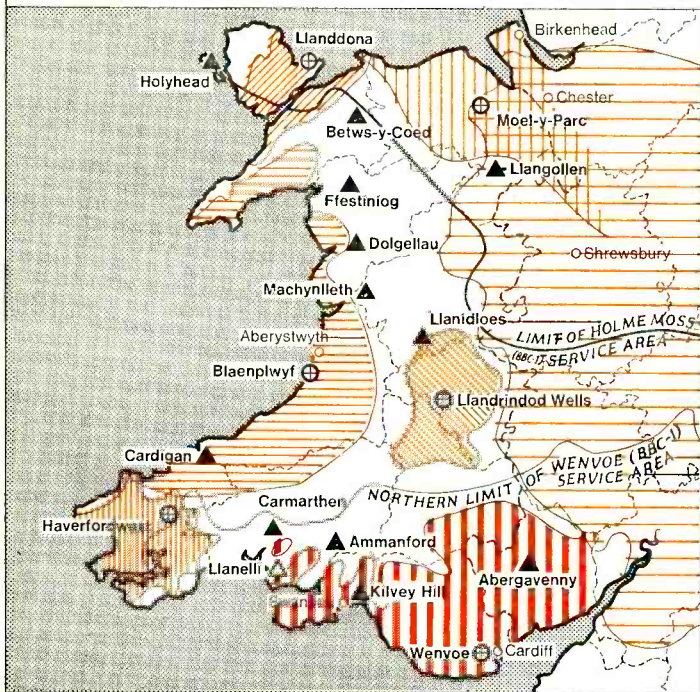 Birkenhead
Llanddona
Holyhead
Chester
Moel-y-Parc
Betws-y-Coed
Llangollen
Ffestiniog
Dolgellau
Shrewsbury
Machynlleth
Llanidloes
LIMIT OF HOLME MOSS
(BBC-1) SERVICE AREA
Aberystwyth
Blaenplwyf
Llandrindod Wells
Cardigan
NORTHERN LIMIT OF WENVOE (BBC-1)
SERVICE AREA
Carmarthen
Haverfordwest
Ammanford
Llanelli
Abergavenny
Kilvey Hill
Wenvoe
Cardiff